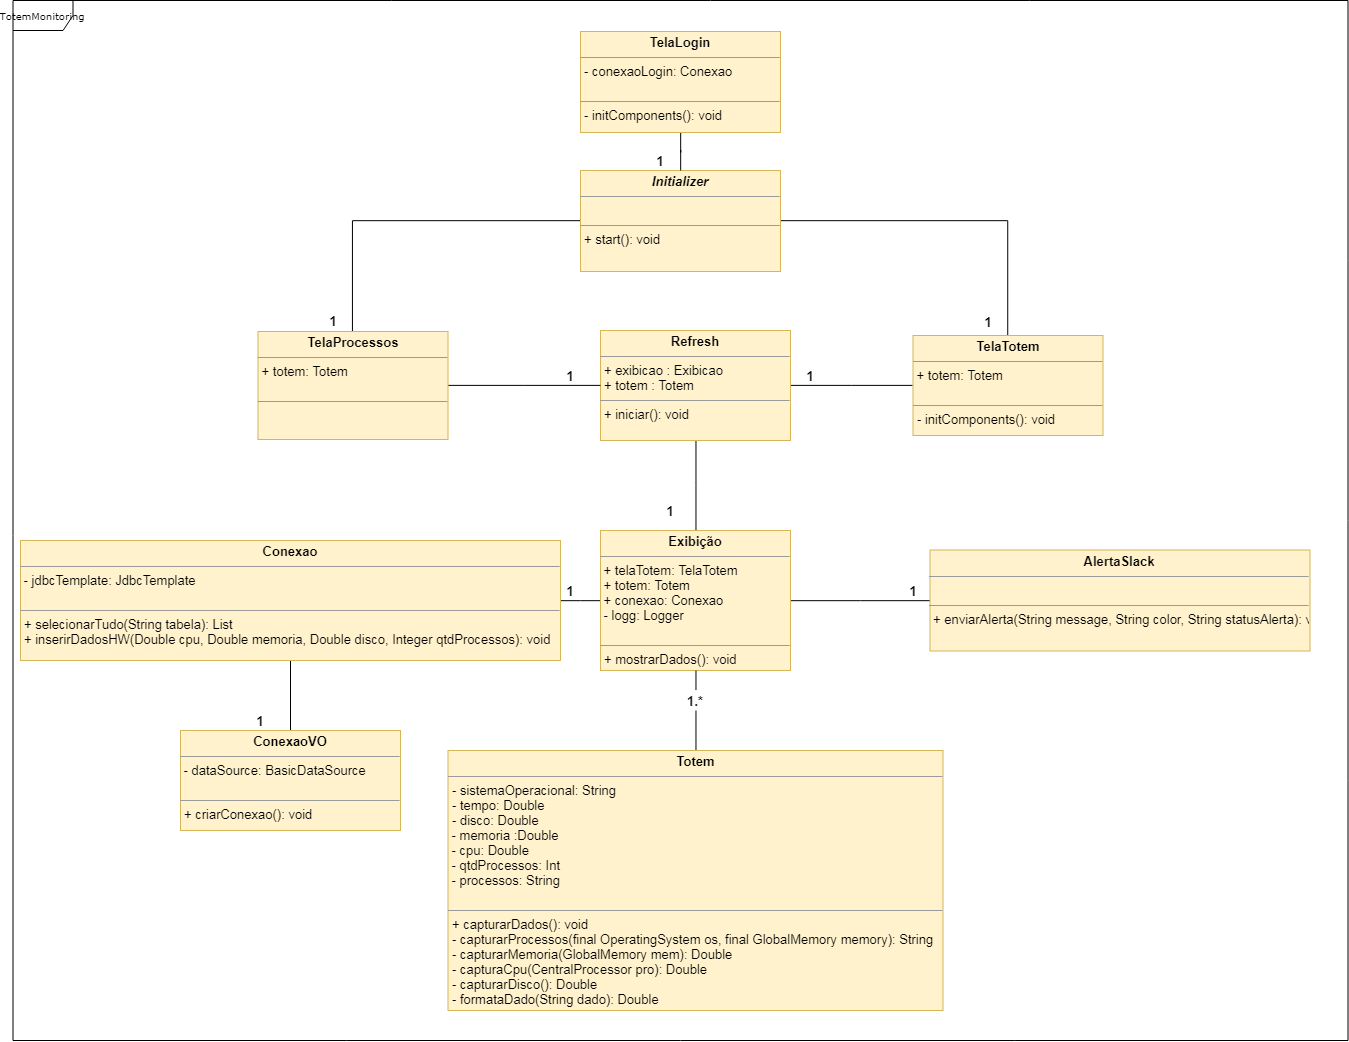 TotemMonitoring
TelaLogin
- conexaoLogin: Conexao
- initComponents(): void
1
Initializer
+ start(): void
1
TelaProcessos
+ totem: Totem
1
Refresh
+ exibicao : Exibicao
+ totem : Totem
+ iniciar(): void
1
1
TelaTotem
+ totem: Totem
- initComponents(): void
1
Conexao
- jdbcTemplate: JdbcTemplate
+ selecionarTudo(String tabela): List
+ inserirDadosHW(Double cpu, Double memoria, Double disco, Integer qtdProcessos): void
1
Exibição
+ telaTotem: TelaTotem
+ totem: Totem
+ conexao: Conexao
- logg: Logger
+ mostrarDados(): void
1
AlertaSlack
+ enviarAlerta(String message, String color, String statusAlerta):
1.*
1
ConexaoVO
- dataSource: BasicDataSource
+ criarConexao(): void
Totem
- sistemaOperacional: String
- tempo: Double
- disco: Double
- memoria :Double
- cpu: Double
- qtdProcessos: Int
- processos: String
+ capturarDados(): void
- capturarProcessos(final OperatingSystem os, final GlobalMemory memory): String
- capturarMemoria(GlobalMemory mem): Double
- capturaCpu(CentralProcessor pro): Double
- capturarDisco(): Double
- formataDado(String dado): Double